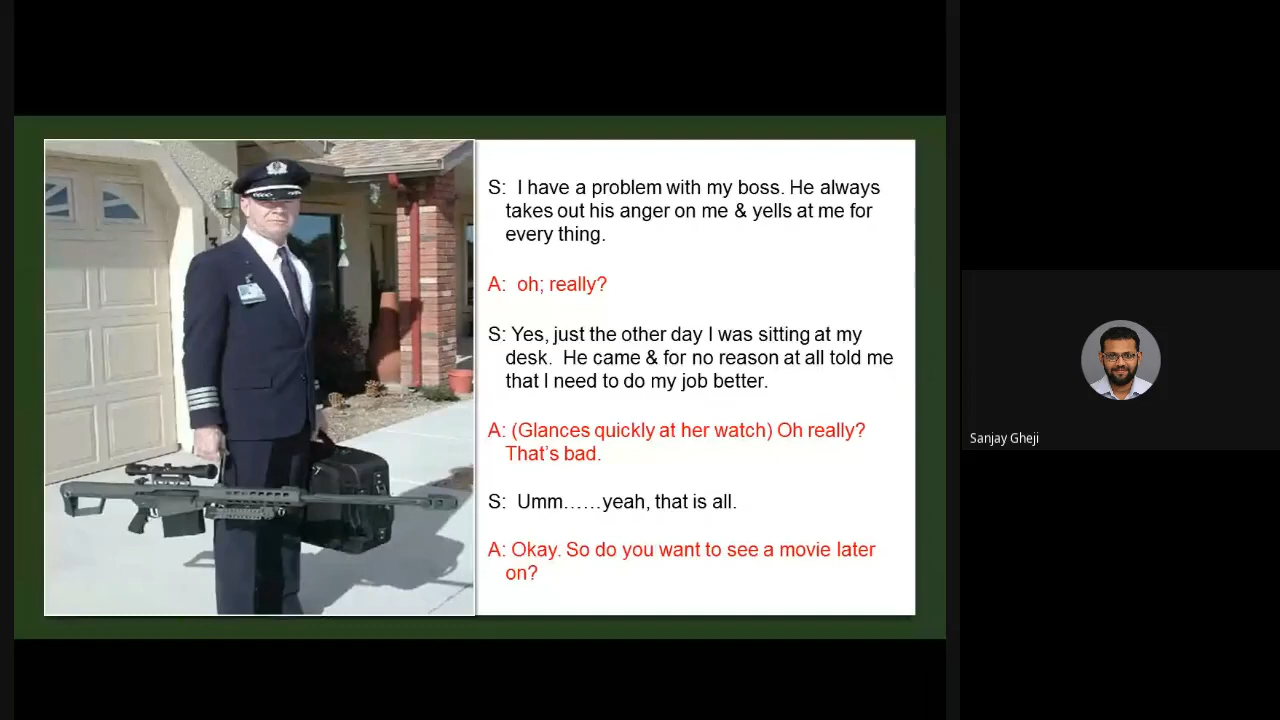 S: I have a problem with my boss. He always
takes out his anger on me & yells at me for
every thing.
A: oh; really?
S: Yes, just the other day I was sitting at my
desk. He came & for no reason at all told me
that I need to do my job better.
A: (Glances quickly at her watch) Oh really?
That's bad.
S: Umm……yeah, that is all.
A: Okay. So do you want to see a movie later
on?
Sanjay Gheji